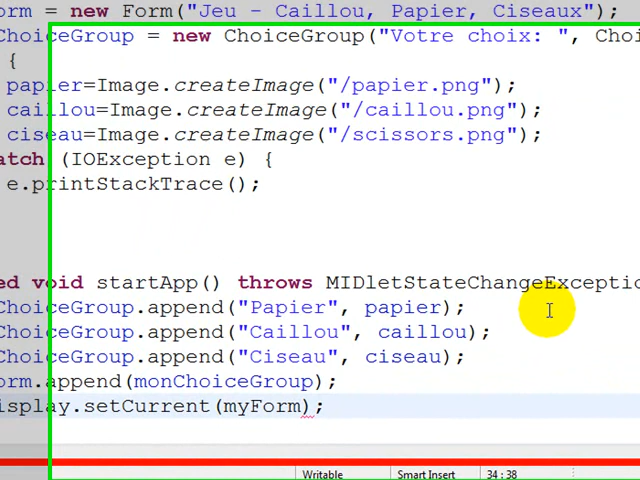 orm = new Form("Jeu - Caillou, Papier, Ciseaux");
ChoiceGroup = new ChoiceGroup("Votre choix: ", Choi
{
papier=Image.createImage("/papier.png");
caillou=Image.createImage("/caillou.png");
ciseau=Image.createImage("/scissors.png");
atch (IOException e) {
e.printStackTrace();
ed void startApp() throws MIDletStateChangeExceptio
ChoiceGroup.append("Papier", papier);
ChoiceGroup.append("Caillou", caillou);
ChoiceGroup.append("Ciseau", ciseau);
orm.append(monChoiceGroup);
isplay.setCurrent(myForm);
Writable Smart Insert 34 : 38